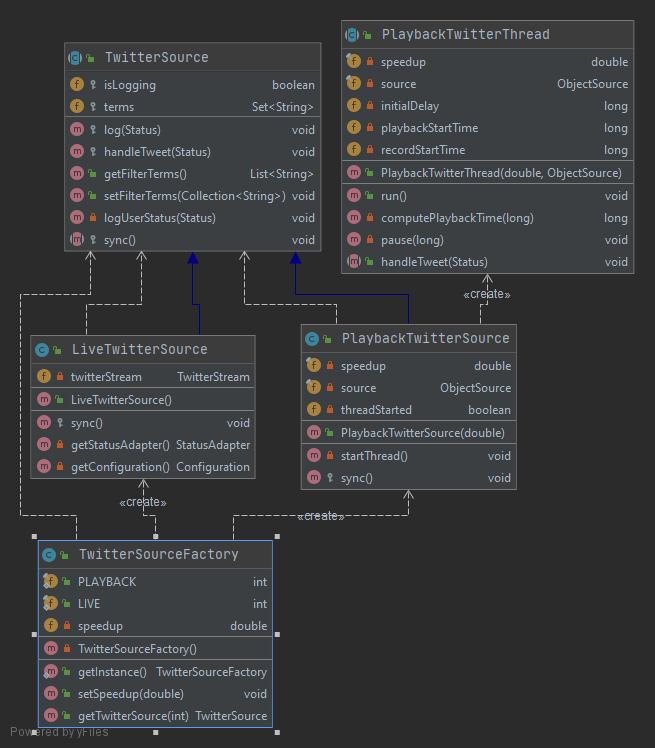 TwitterSource
isLogging boolean
terms Set<String>
log(Status) void
handleTweet(Status) void
getFilterTerms() List<String>
setFilterTerms(Collection<String>) void
logUserStatus(Status) void
sync() void
PlaybackTwitterThread
speedup double
source ObjectSource
initialDelay long
playbackStartTime long
recordStartTime long
PlaybackTwitterThread(double, ObjectSource)
run() void
computePlaybackTime(long) long
pause(long) void
handleTweet(Status) void
«create»
LiveTwitterSource
twitterStream TwitterStream
LiveTwitterSource()
sync() void
getStatusAdapter() StatusAdapter
getConfiguration() Configuration
PlaybackTwitterSource
speedup double
source ObjectSource
threadStarted boolean
PlaybackTwitterSource(double)
startThread() void
sync() void
«create»
«create»
TwitterSourceFactory
PLAYBACK int
LIVE int
speedup double
TwitterSourceFactory()
getInstance() TwitterSourceFactory
setSpeedup(double) void
getTwitterSource(int) TwitterSource
Powered by yFiles